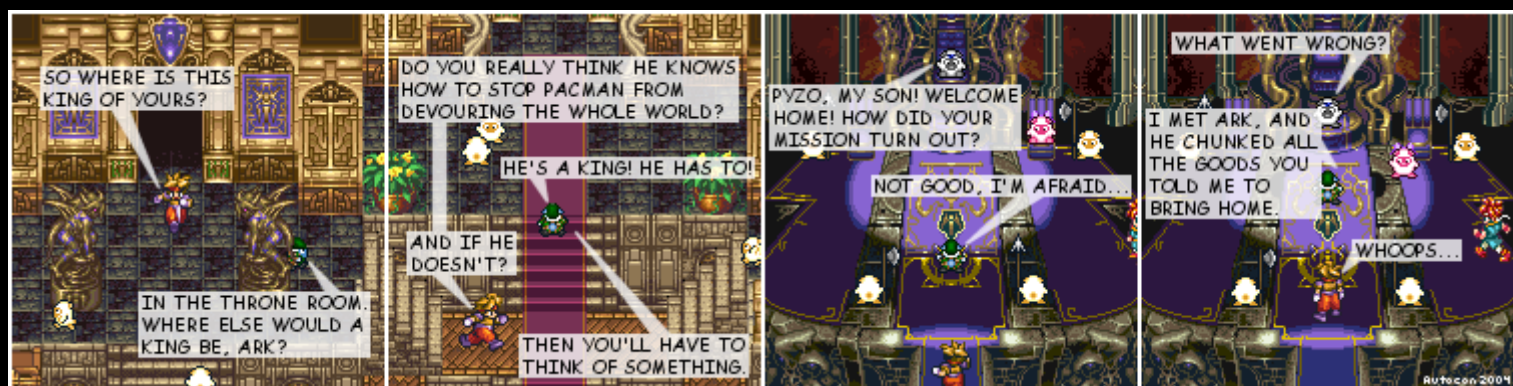 SO WHERE IS THIS
KING OF YOURS?
IN THE THRONE ROOM.
WHERE ELSE WOULD A
KING BE, ARK?
DO YOU REALLY THINK HE KNOWS
HOW TO STOP PACMAN FROM
DEVOURING THE WHOLE WORLD?
HE'S A KING! HE HAS TO!
AND IF HE
DOESN'T?
THEN YOU'LL HAVE TO
THINK OF SOMETHING.
PYZO, MY SON! WELCOME
HOME! HOW DID YOUR
MISSION TURN OUT?
NOT GOOD, I'M AFRAID...
WHAT WENT WRONG?
I MET ARK, AND
HE CHUNKED ALL
THE GOODS YOU
TOLD ME TO
BRING HOME.
WHOOPS...
Autocon 2004